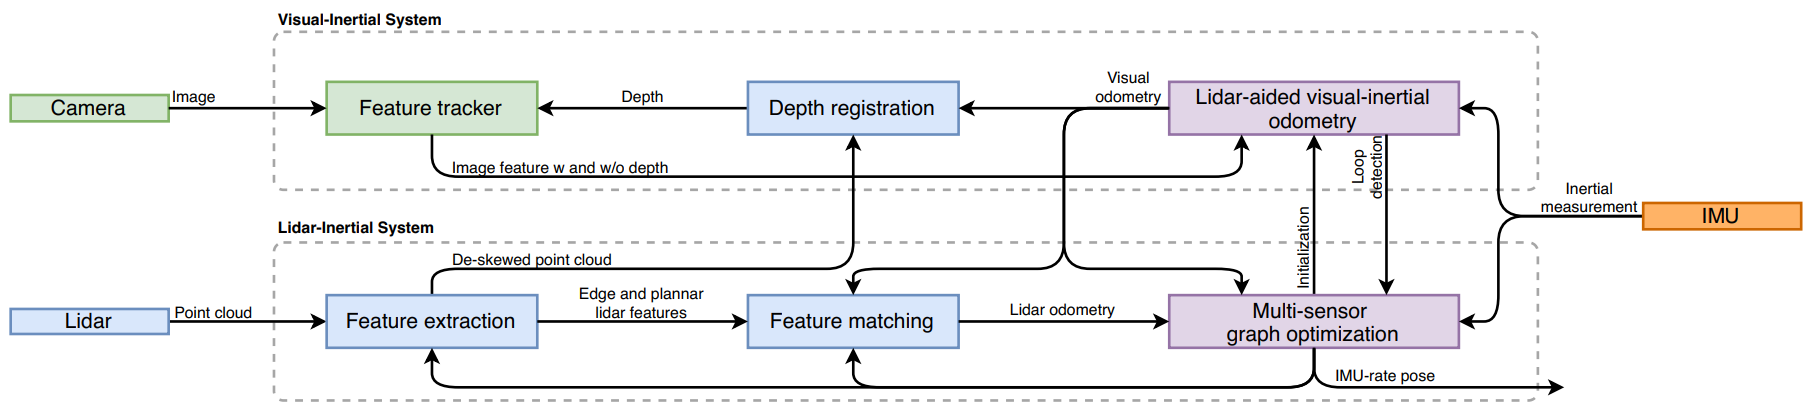 Visual-Inertial System
Camera
Image
Feature tracker
Depth
Depth registration
Visual
odometry
Lidar-aided visual-inertial
odometry
Image feature w and w/o depth
Loop
detection
Initialization
Inertial
measurement
IMU
Lidar-Inertial System
De-skewed point cloud
Lidar
Point cloud
Feature extraction
Edge and plannar
lidar features
Feature matching
Lidar odometry
Multi-sensor
graph optimization
IMU-rate pose